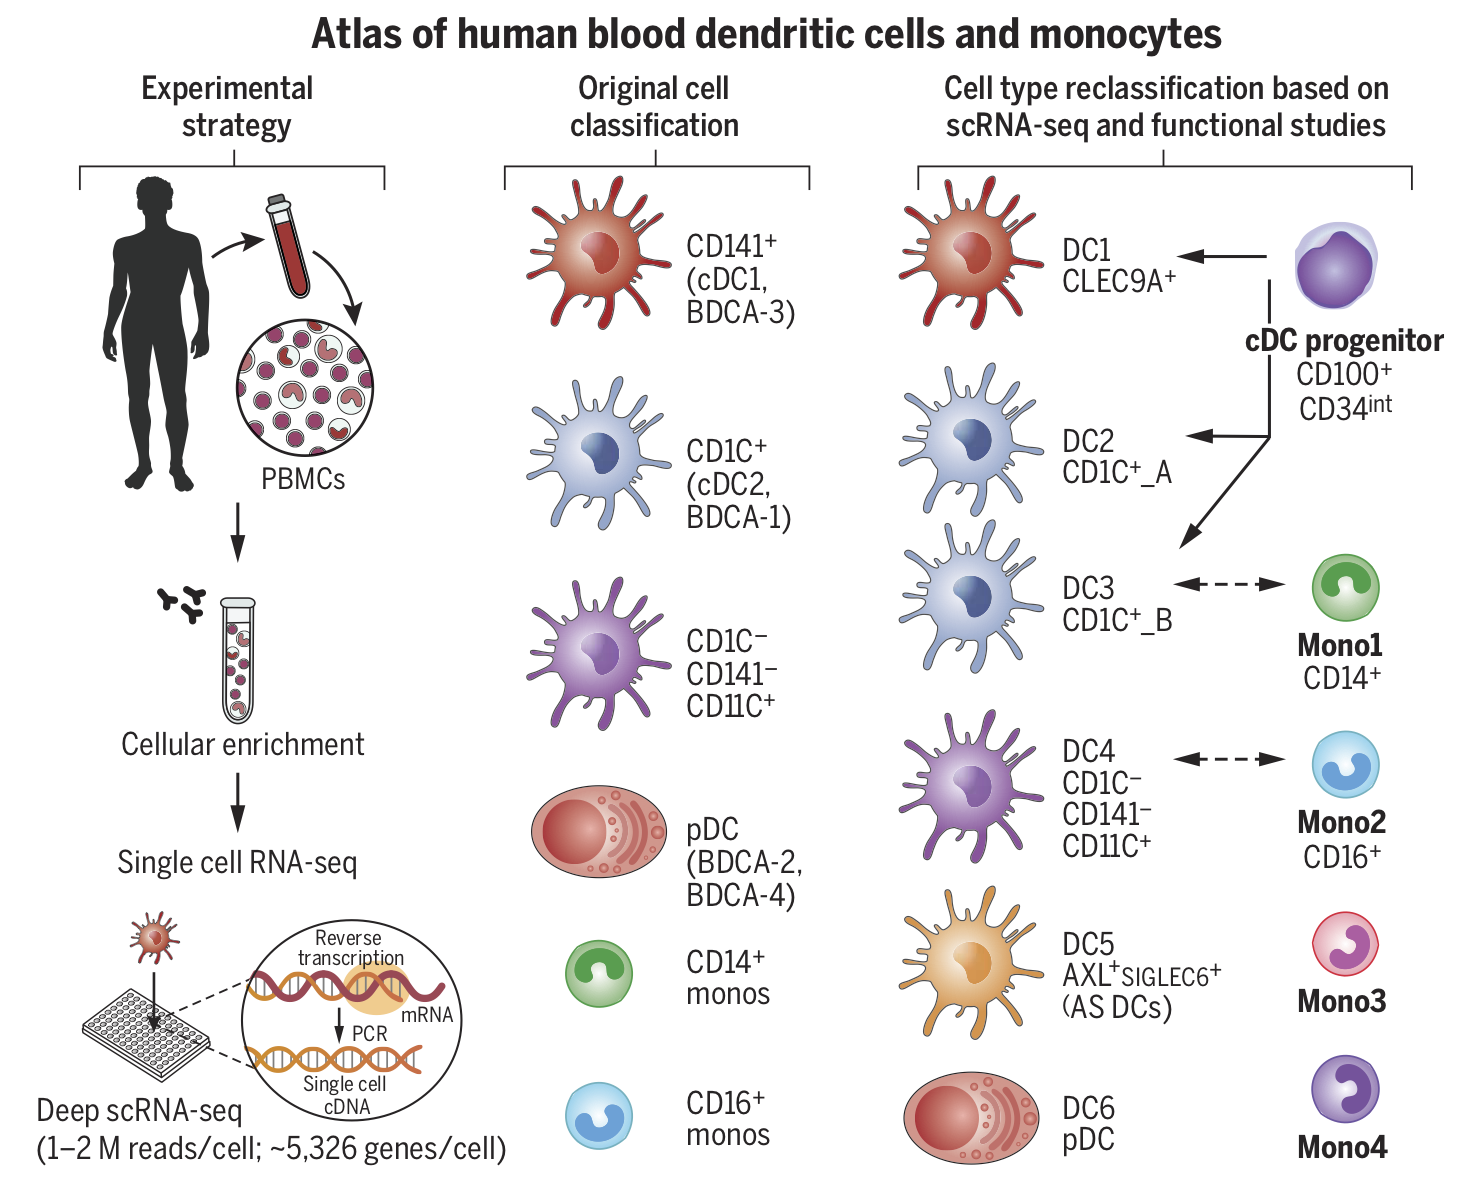 Atlas of human blood dendritic cells and monocytes
Experimental
strategy
PBMCs
Cellular enrichment
Single cell RNA-seq
Reverse
transcription
mRNA
PCR
Single cell
cDNA
Deep scRNA-seq
(1–2 M reads/cell; ~5,326 genes/cell)
Original cell
classification
CD141⁺
(cDC1,
BDCA-3)
CD1C⁺
(cDC2,
BDCA-1)
CD1C⁻
CD141⁻
CD11C⁺
pDC
(BDCA-2,
BDCA-4)
CD14⁺
monos
CD16⁺
monos
Cell type reclassification based on
scRNA-seq and functional studies
DC1
CLEC9A⁺
cDC progenitor
CD100⁺
CD34ⁱⁿᵗ
DC2
CD1C⁺_A
DC3
CD1C⁺_B
Mono1
CD14⁺
DC4
CD1C⁻
CD141⁻
CD11C⁺
Mono2
CD16⁺
DC5
AXL⁺SIGLEC6⁺
(AS DCs)
Mono3
DC6
pDC
Mono4